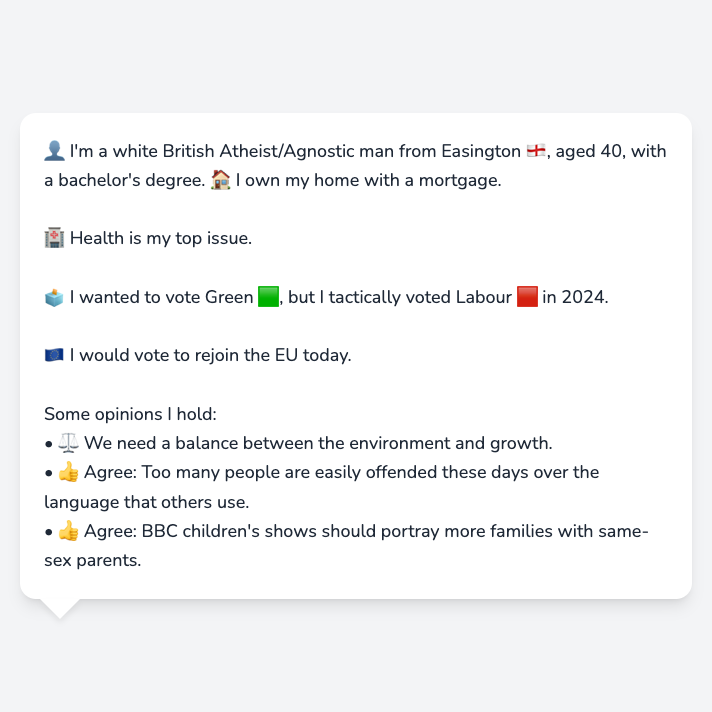 👤 I'm a white British Atheist/Agnostic man from Easington 🏴󠁧󠁢󠁥󠁮󠁧󠁿, aged 40, with
a bachelor's degree. 🏠 I own my home with a mortgage.
🏥 Health is my top issue.
🗳️ I wanted to vote Green 🟩, but I tactically voted Labour 🟥 in 2024.
🇪🇺 I would vote to rejoin the EU today.
Some opinions I hold:
• ⚖️ We need a balance between the environment and growth.
• 👍 Agree: Too many people are easily offended these days over the
language that others use.
• 👍 Agree: BBC children's shows should portray more families with same-
sex parents.